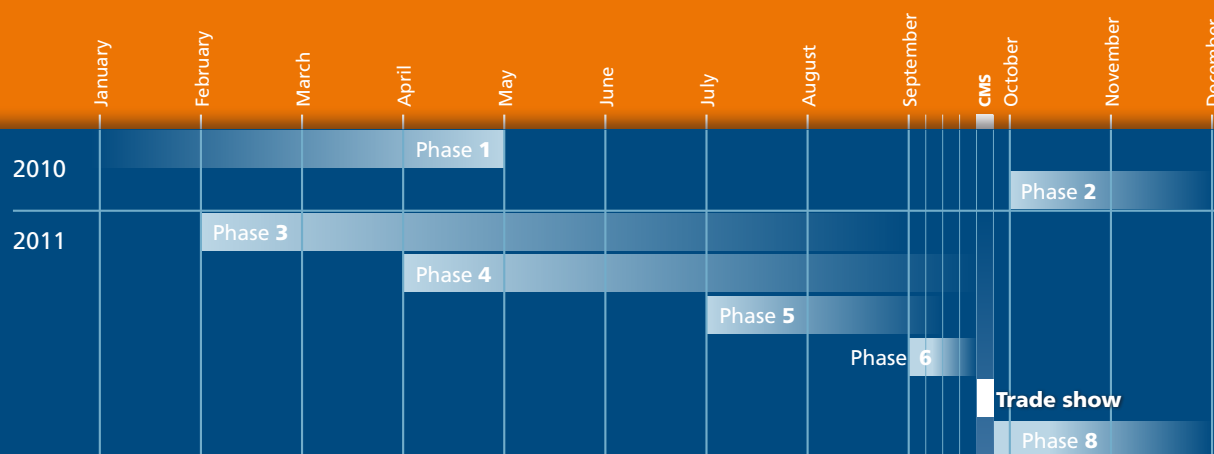 January
February
March
April
May
June
July
August
September
CMS
October
November
December
2010
Phase 1
Phase 2
2011
Phase 3
Phase 4
Phase 5
Phase 6
Trade show
Phase 8